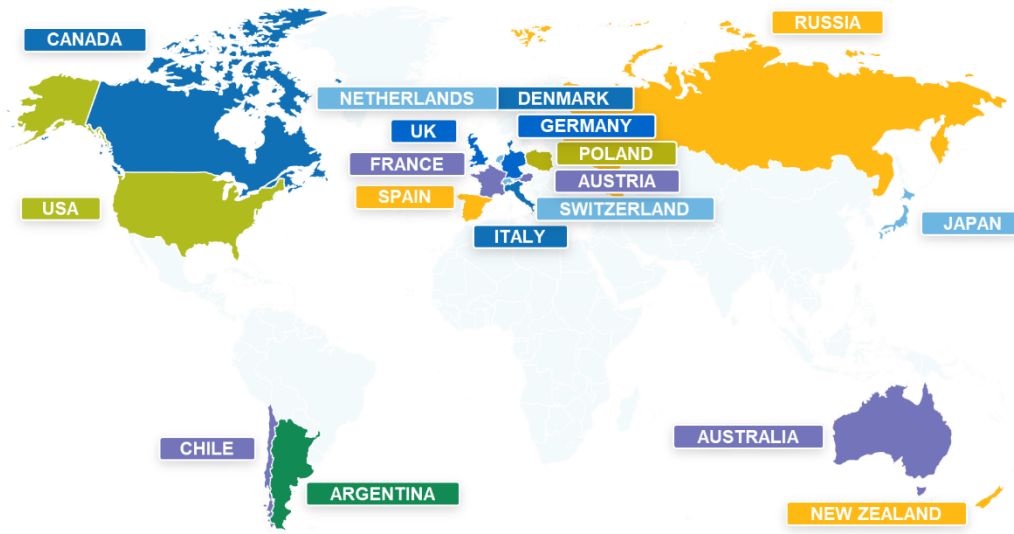 RUSSIA
CANADA
NETHERLANDS
DENMARK
UK
GERMANY
FRANCE
POLAND
AUSTRIA
SPAIN
USA
SWITZERLAND
JAPAN
ITALY
AUSTRALIA
CHILE
ARGENTINA
NEW ZEALAND